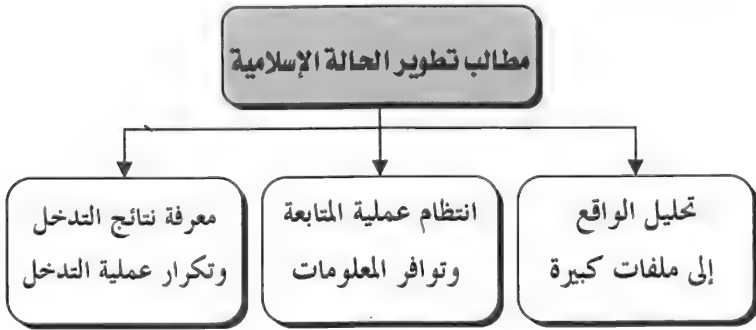 مطالب تطوير الحالة الإسلامية
تحليل الواقع
إلى ملفات كبيرة
انتظام عملية المتابعة
وتوافر المعلومات
معرفة نتائج التدخل
وتكرار عملية التدخل